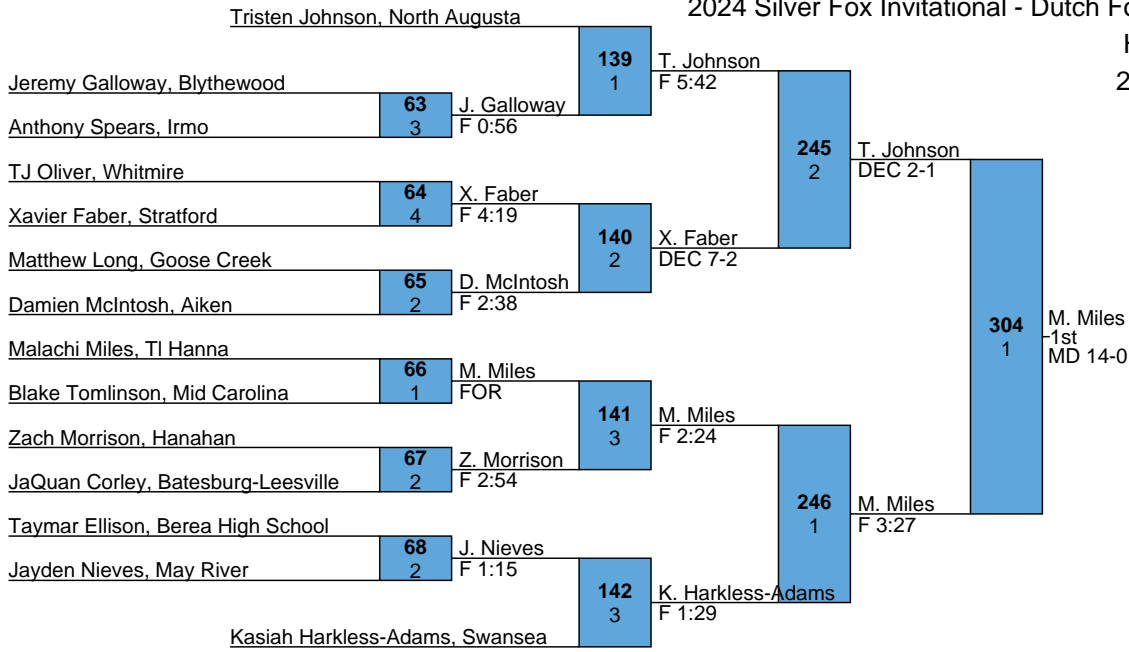 2024 Silver Fox Invitational - Dutch Fo
Tristen Johnson, North Augusta
139
1
T. Johnson
F 5:42
Jeremy Galloway, Blythewood
63
3
J. Galloway
F 0:56
Anthony Spears, Irmo
245
2
T. Johnson
DEC 2-1
TJ Oliver, Whitmire
64
4
X. Faber
F 4:19
Xavier Faber, Stratford
140
2
X. Faber
DEC 7-2
Matthew Long, Goose Creek
65
2
D. McIntosh
F 2:38
Damien McIntosh, Aiken
304
1
M. Miles
1st
MD 14-0
Malachi Miles, Tl Hanna
66
1
M. Miles
FOR
Blake Tomlinson, Mid Carolina
141
3
M. Miles
F 2:24
Zach Morrison, Hanahan
67
2
Z. Morrison
F 2:54
JaQuan Corley, Batesburg-Leesville
246
1
M. Miles
F 3:27
Taymar Ellison, Berea High School
68
2
J. Nieves
F 1:15
Jayden Nieves, May River
142
3
K. Harkless-Adams
F 1:29
Kasiah Harkless-Adams, Swansea